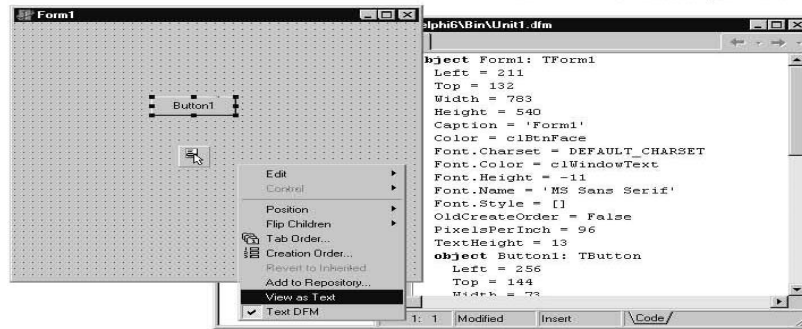 Form1
Button1
Edit
Control
Position
Flip Children
Tab Order...
Creation Order...
Revert to Inherited
Add to Repository...
View as Text
Text DFM
elphi6\Bin\Unit1.dfm
bject Form1: TForm1
Left = 211
Top = 132
Width = 783
Height = 540
Caption = 'Form1'
Color = clBtnFace
Font.Charset = DEFAULT_CHARSET
Font.Color = clWindowText
Font.Height = -11
Font.Name = 'MS Sans Serif'
Font.Style = []
OldCreateOrder = False
PixelsPerInch = 96
TextHeight = 13
object Button1: TButton
Left = 256
Top = 144
Width = 73
1: 1 Modified Insert \Code/